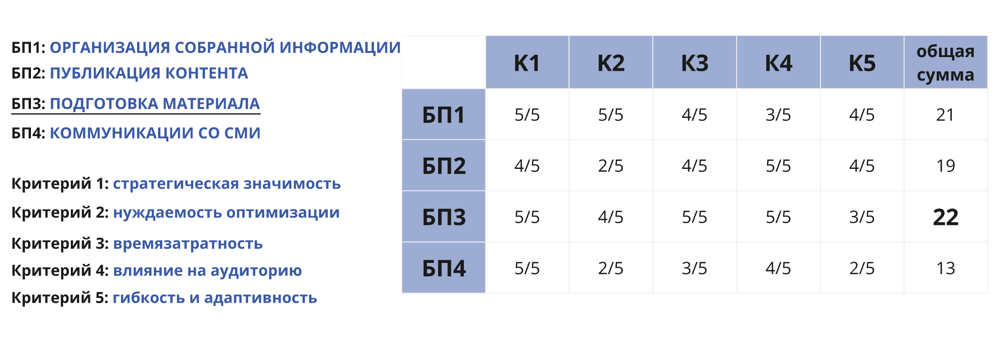 БП1: ОРГАНИЗАЦИЯ СОБРАННОЙ ИНФОРМАЦИИ
БП2: ПУБЛИКАЦИЯ КОНТЕНТА
БП3: ПОДГОТОВКА МАТЕРИАЛА
БП4: КОММУНИКАЦИИ СО СМИ
Критерий 1: стратегическая значимость
Критерий 2: нуждаемость оптимизации
Критерий 3: времязатратность
Критерий 4: влияние на аудиторию
Критерий 5: гибкость и адаптивность
К1 К2 К3 К4 К5 общая сумма
БП1 5/5 5/5 4/5 3/5 4/5 21
БП2 4/5 2/5 4/5 5/5 4/5 19
БП3 5/5 4/5 5/5 5/5 3/5 22
БП4 5/5 2/5 3/5 4/5 2/5 13